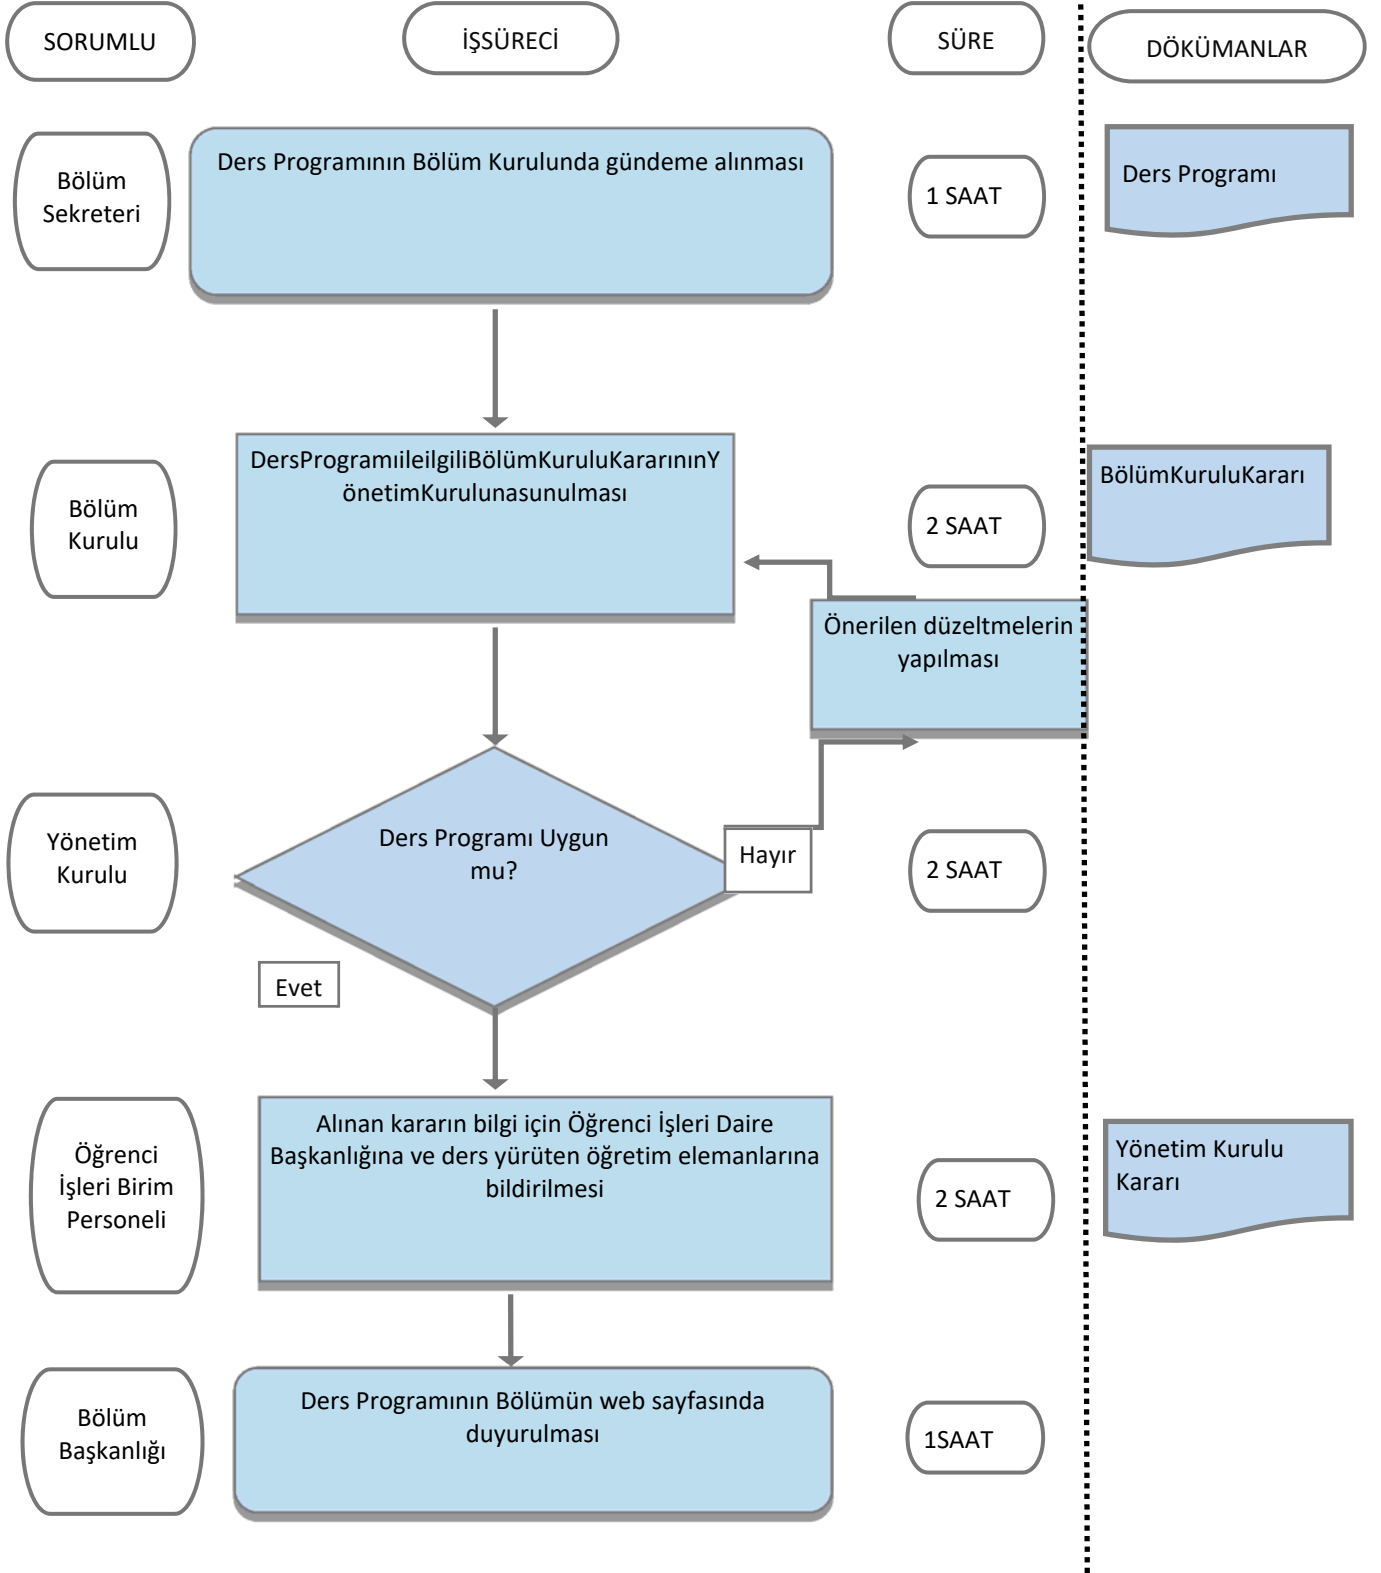 SORUMLU
İŞSÜRECİ
SÜRE
DÖKÜMANLAR
Bölüm
Sekreteri
Ders Programının Bölüm Kurulunda gündeme alınması
1 SAAT
Ders Programı
Bölüm
Kurulu
DersProgramıileilgiliBölümKuruluKararınınY
önetimKurulunasunulması
2 SAAT
BölümKuruluKararı
Önerilen düzeltmelerin
yapılması
Yönetim
Kurulu
Ders Programı Uygun
mu?
Hayır
2 SAAT
Evet
Öğrenci
İşleri Birim
Personeli
Alınan kararın bilgi için Öğrenci İşleri Daire
Başkanlığına ve ders yürüten öğretim elemanlarına
bildirilmesi
2 SAAT
Yönetim Kurulu
Kararı
Bölüm
Başkanlığı
Ders Programının Bölümün web sayfasında
duyurulması
1SAAT